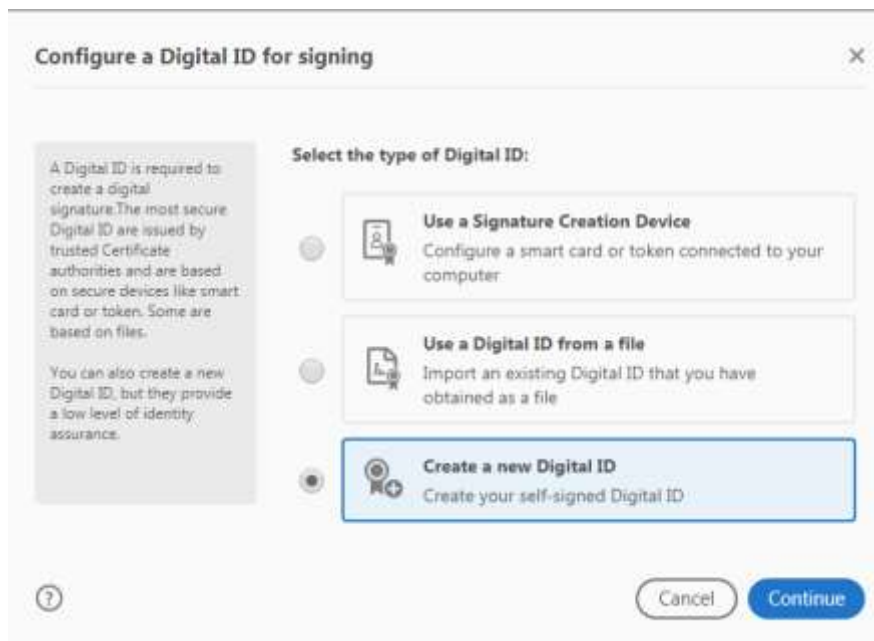 Configure a Digital ID for signing
A Digital ID is required to
create a digital
signature.The most secure
Digital ID are issued by
trusted Certificate
authorities and are based
on secure devices like smart
card or token. Some are
based on files.
You can also create a new
Digital ID, but they provide
a low level of identity
assurance.
Select the type of Digital ID:
Use a Signature Creation Device
Configure a smart card or token connected to your
computer
Use a Digital ID from a file
Import an existing Digital ID that you have
obtained as a file
Create a new Digital ID
Create your self-signed Digital ID
Cancel
Continue